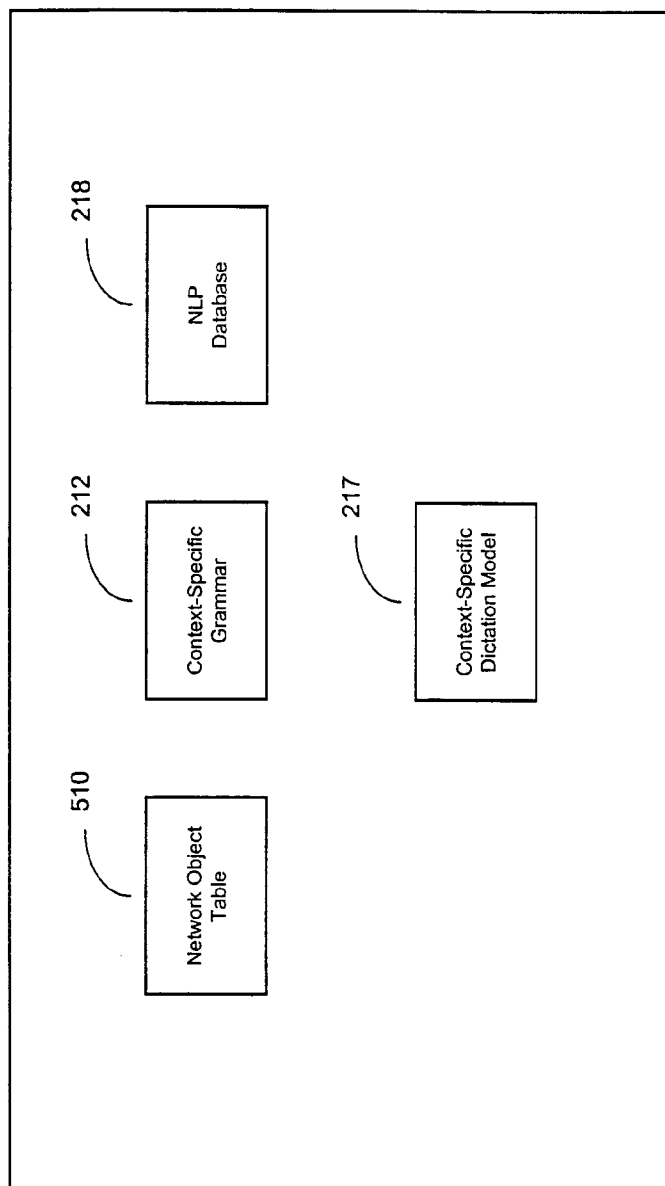 510
Network Object
Table
212
Context-Specific
Grammar
218
NLP
Database
217
Context-Specific
Dictation Model